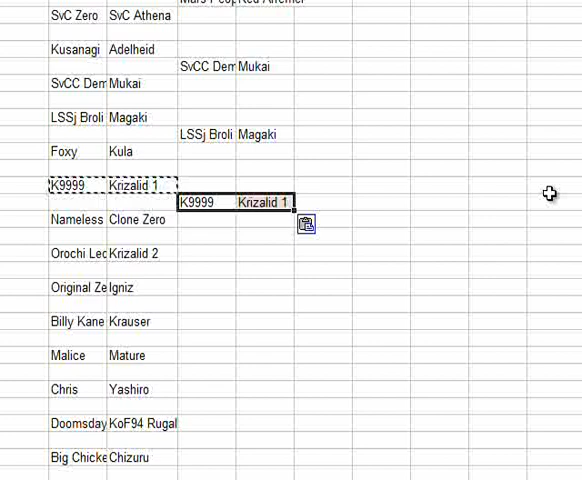 SvC Zero SvC Athena
Kusanagi Adelheid
SvCC Dem Mukai
SvCC Dem Mukai
LSSj Broli Magaki
LSSj Broli Magaki
Foxy Kula
K9999 Krizalid 1
K9999 Krizalid 1
Nameless Clone Zero
Orochi Leo Krizalid 2
Original Ze Igniz
Billy Kane Krauser
Malice Mature
Chris Yashiro
Doomsday KoF94 Rugal
Big Chicke Chizuru